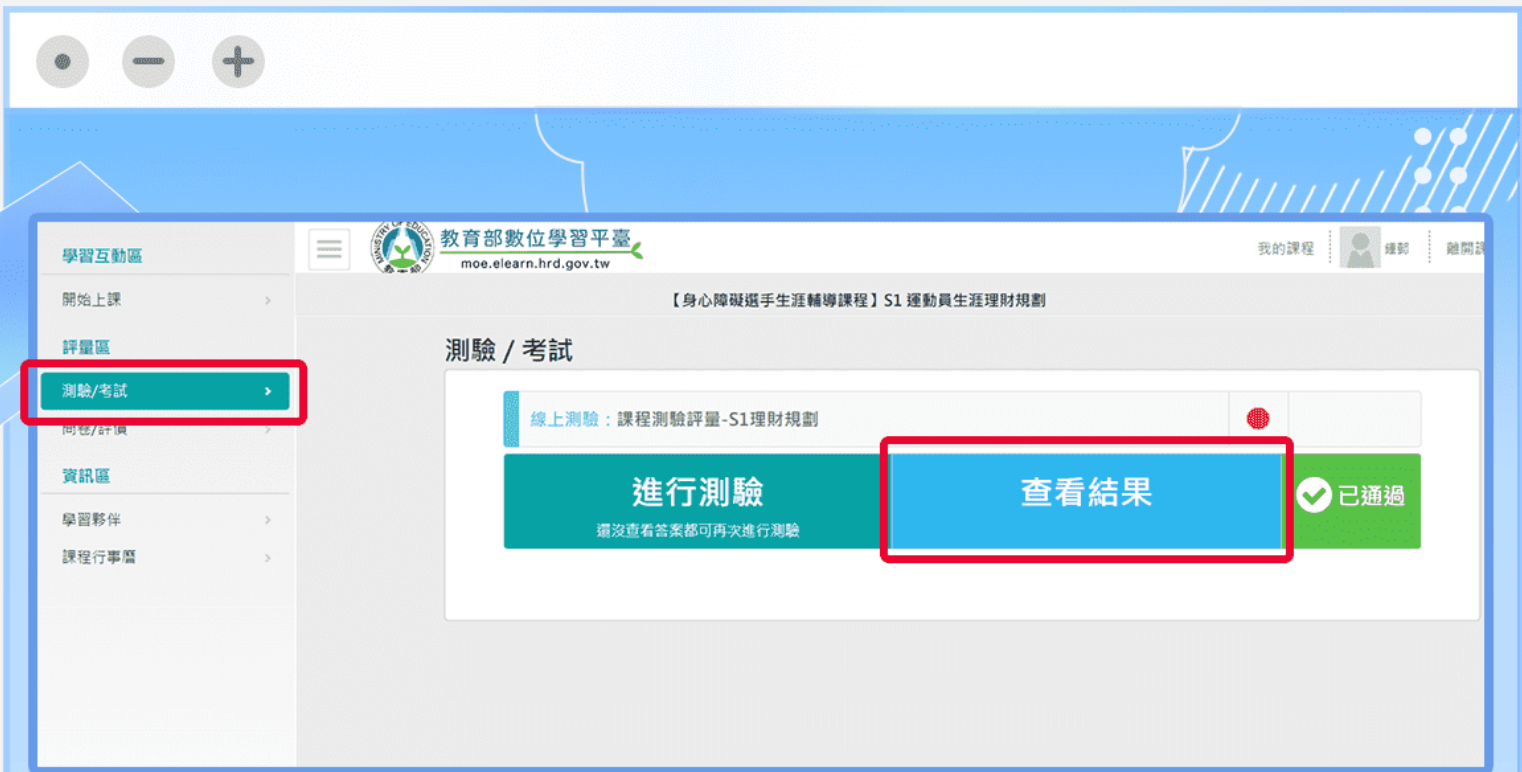 學習互動區
開始上課
評量區
測驗/考試
問卷/評價
資訊區
學習夥伴
課程行事曆
MINISTRY OF EDUCATION
教育部數位學習平臺
moe.elearn.hrd.gov.tw
我的課程
離開課
【身心障礙選手生涯輔導課程】S1 運動員生涯理財規劃
測驗 / 考試
線上測驗：課程測驗評量-S1理財規劃
進行測驗
還沒查看答案都可再次進行測驗
查看結果
已通過